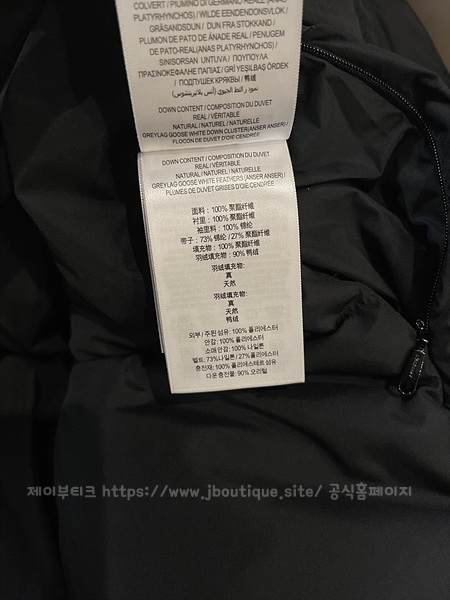 COLVERT / PIUMINO DI GERMANO REALE (ANAS
PLATYRHYNCHOS) / WILDE EENDENDONSVLOK /
GRÄSANDSDUN / DUN FRA STOKKAND /
PLUMÓN DE PATO DE ÁNADE REAL / PENUGEM
DE PATO-REAL
SINISORSAN UNTUVA /
ΠΡΑΣΙΝΟΚΕΦΑΛΗΣ ΠΑΠΙΑΣ / GRİ YEŞİLBAŞ ÖRDEK
/ ПОДПУШЕК КРЯКВЫ / 鸭绒
DOWN CONTENT / COMPOSITION DU DUVET
REAL / VÉRITABLE
NATURAL / NATUREL / NATURELLE
GREYLAG GOOSE WHITE DOWN CLUSTER (ANSER ANSER) /
FLOCON DE DUVET D'OIE CENDRÉE
DOWN CONTENT / COMPOSITION DU DUVET
REAL / VÉRITABLE
NATURAL / NATUREL / NATURELLE
GREYLAG GOOSE WHITE FEATHERS (ANSER ANSER) /
PLUMES DE DUVET GRISES D'OIE CENDRÉE
面料：100% 聚酯纤维
衬里：100% 聚酯纤维
袖里料：100% 锦纶
带子：73% 锦纶 / 27% 聚酯纤维
填充物：100% 聚酯纤维
羽绒填充物：90% 鸭绒
羽绒填充物：
真
天然
羽绒填充物：
真
天然
鸭绒
외부 / 주된 섬유: 100% 폴리에스터
안감: 100% 폴리에스터
소매 안감: 100% 나일론
벨트: 73% 나일론 / 27% 폴리에스터
충전재: 100% 폴리에스테르 섬유
다운 충전물: 90% 오리털
제이부티크 https://www.jboutique.site/ 공식홈페이지